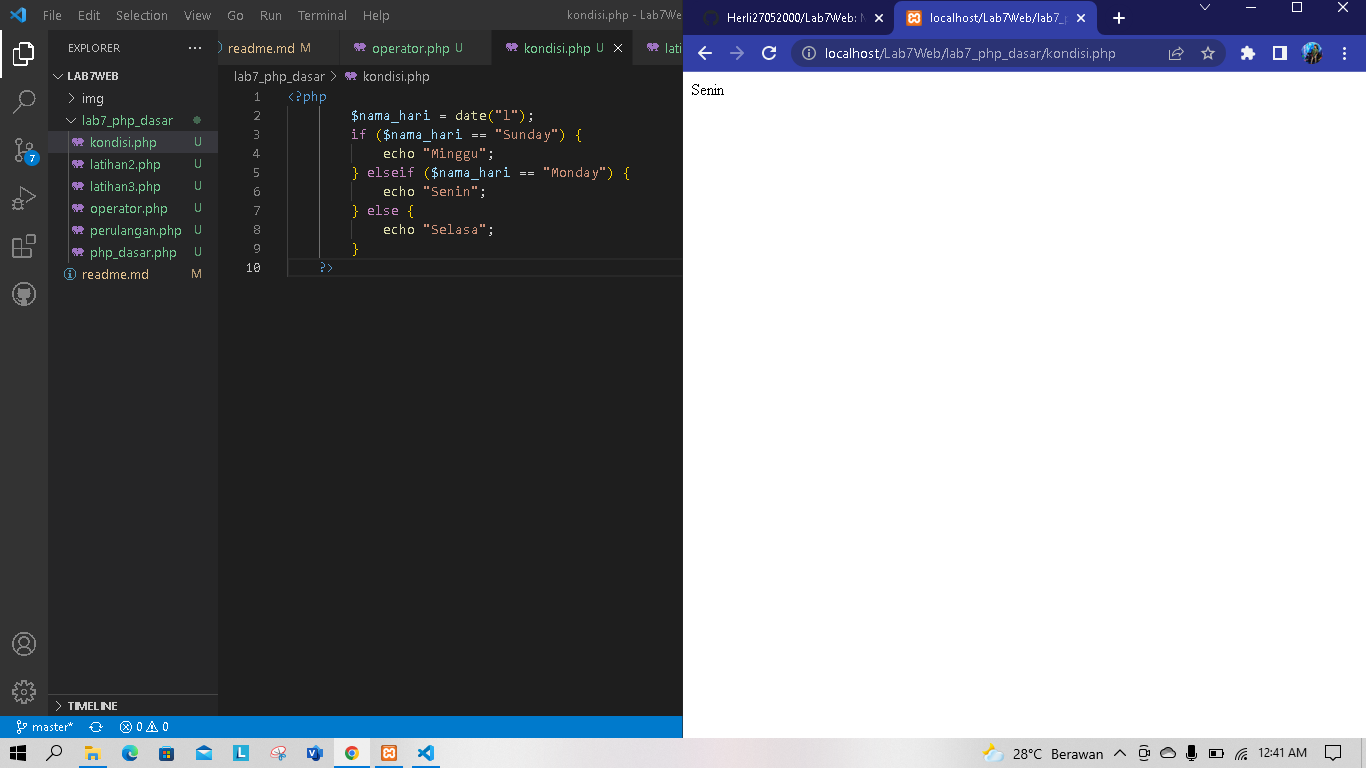 File Edit Selection View Go Run Terminal Help kondisi.php - Lab7We
Herli27052000/Lab7Web: localhost/Lab7Web/lab7_
EXPLORER
readme.md M operator.php U kondisi.php U lati
localhost/Lab7Web/lab7_php_dasar/kondisi.php
LAB7WEB
img
lab7_php_dasar
kondisi.php U
latihan2.php U
latihan3.php U
operator.php U
perulangan.php U
php_dasar.php U
readme.md M
7
TIMELINE
lab7_php_dasar > kondisi.php
1 <?php
2 $nama_hari = date("l");
3 if ($nama_hari == "Sunday") {
4 echo "Minggu";
5 } elseif ($nama_hari == "Monday") {
6 echo "Senin";
7 } else {
8 echo "Selasa";
9 }
10 ?>
Senin
master* 0 0
28°C Berawan 12:41 AM